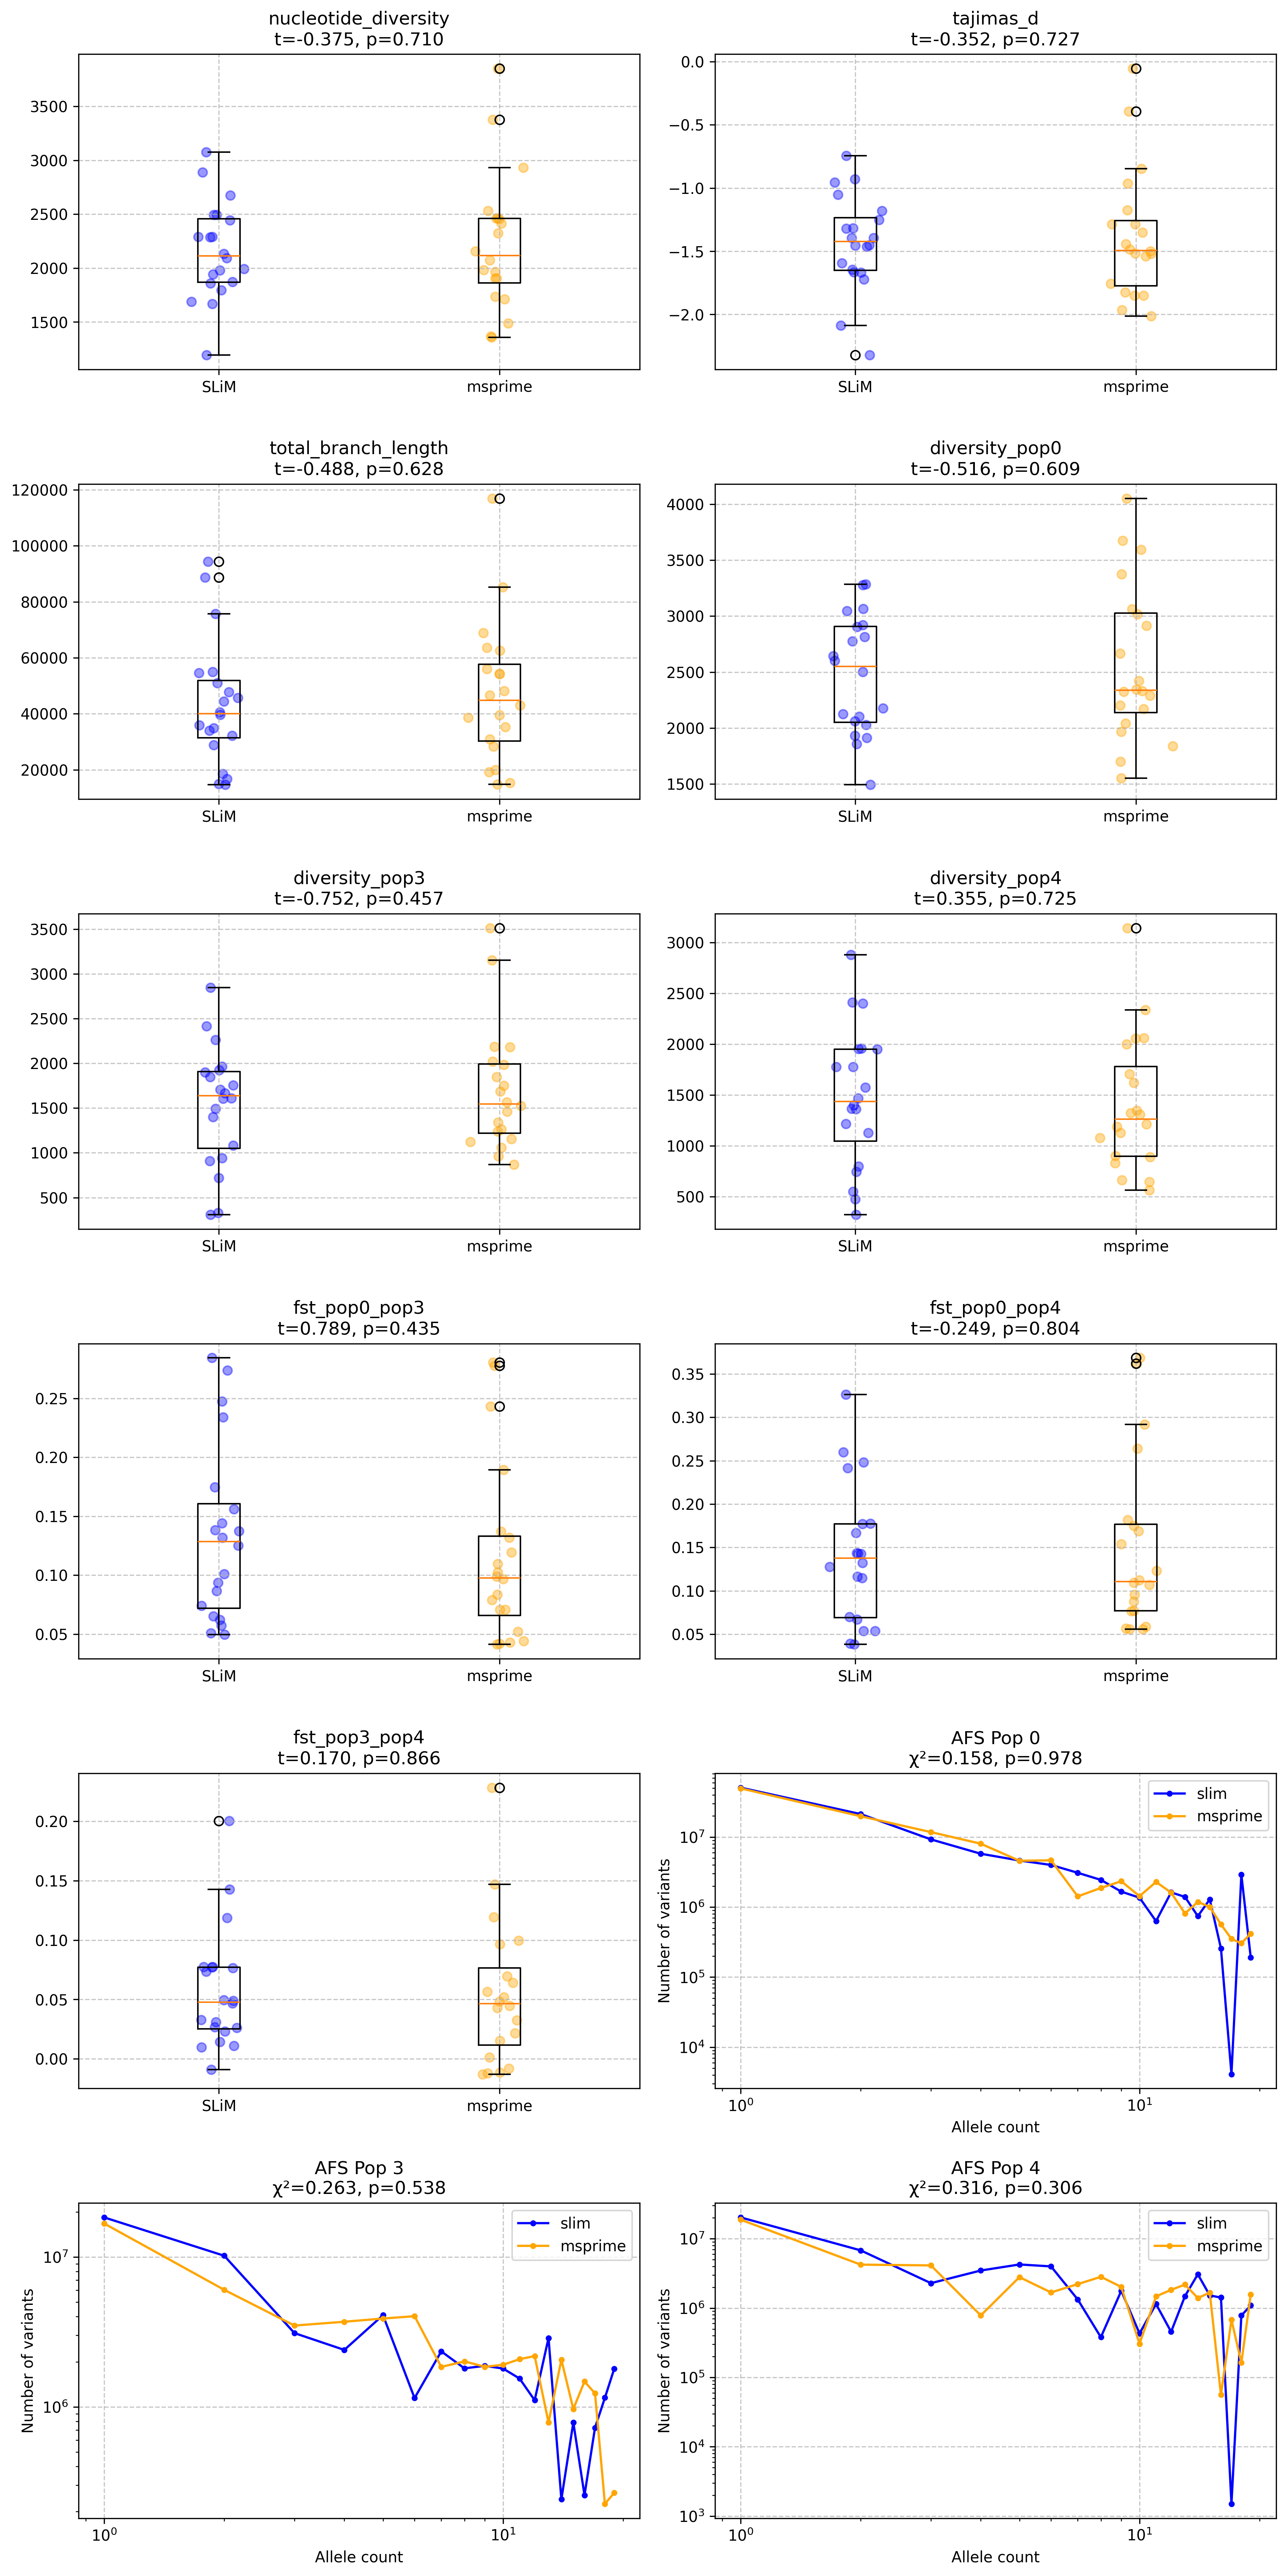 nucleotide_diversity
t=-0.375, p=0.710
3500
3000
2500
2000
1500
SLiM
msprime
tajimas_d
t=-0.352, p=0.727
0.0
−0.5
−1.0
−1.5
−2.0
SLiM
msprime
total_branch_length
t=-0.488, p=0.628
120000
100000
80000
60000
40000
20000
SLiM
msprime
diversity_pop0
t=-0.516, p=0.609
4000
3500
3000
2500
2000
1500
SLiM
msprime
diversity_pop3
t=-0.752, p=0.457
3500
3000
2500
2000
1500
1000
500
SLiM
msprime
diversity_pop4
t=0.355, p=0.725
3000
2500
2000
1500
1000
500
SLiM
msprime
fst_pop0_pop3
t=0.789, p=0.435
0.25
0.20
0.15
0.10
0.05
SLiM
msprime
fst_pop0_pop4
t=-0.249, p=0.804
0.35
0.30
0.25
0.20
0.15
0.10
0.05
SLiM
msprime
fst_pop3_pop4
t=0.170, p=0.866
0.20
0.15
0.10
0.05
0.00
SLiM
msprime
AFS Pop 0
χ²=0.158, p=0.978
slim
msprime
Number of variants
10⁷
10⁶
10⁵
10⁴
10⁰
10¹
Allele count
AFS Pop 3
χ²=0.263, p=0.538
slim
msprime
Number of variants
10⁷
10⁶
10⁰
10¹
Allele count
AFS Pop 4
χ²=0.316, p=0.306
slim
msprime
Number of variants
10⁷
10⁶
10⁵
10⁴
10³
10⁰
10¹
Allele count